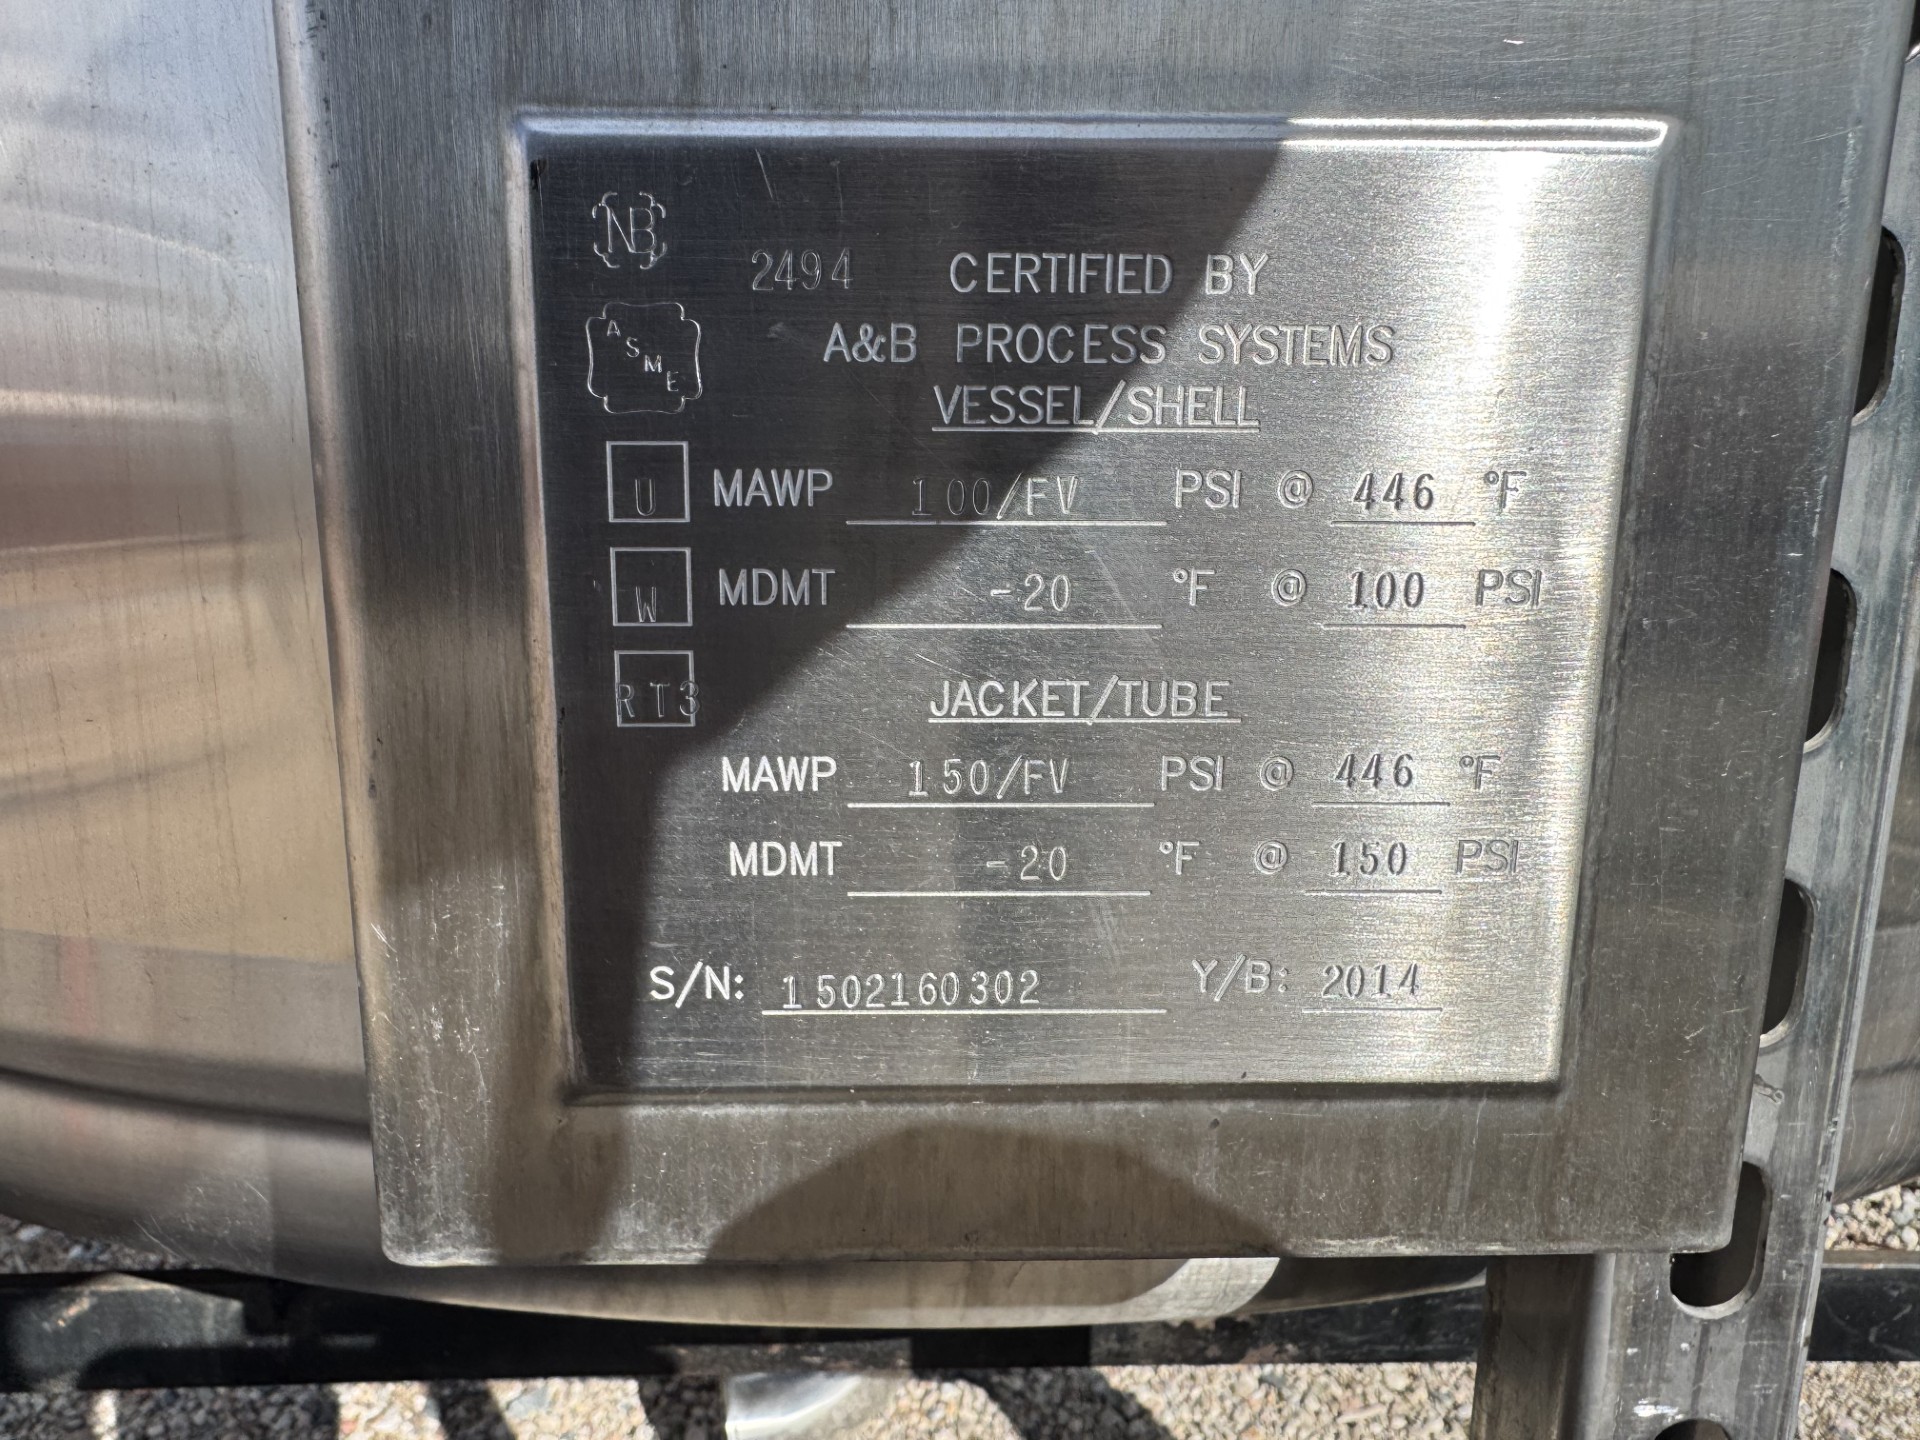 NB
2494 CERTIFIED BY
ASME
A&B PROCESS SYSTEMS
VESSEL/SHELL
U MAWP 100/FV PSI @ 446 °F
W MDMT -20 °F @ 100 PSI
RT3
JACKET/TUBE
MAWP 150/FV PSI @ 446 °F
MDMT -20 °F @ 150 PSI
S/N: 1502160302 Y/B: 2014